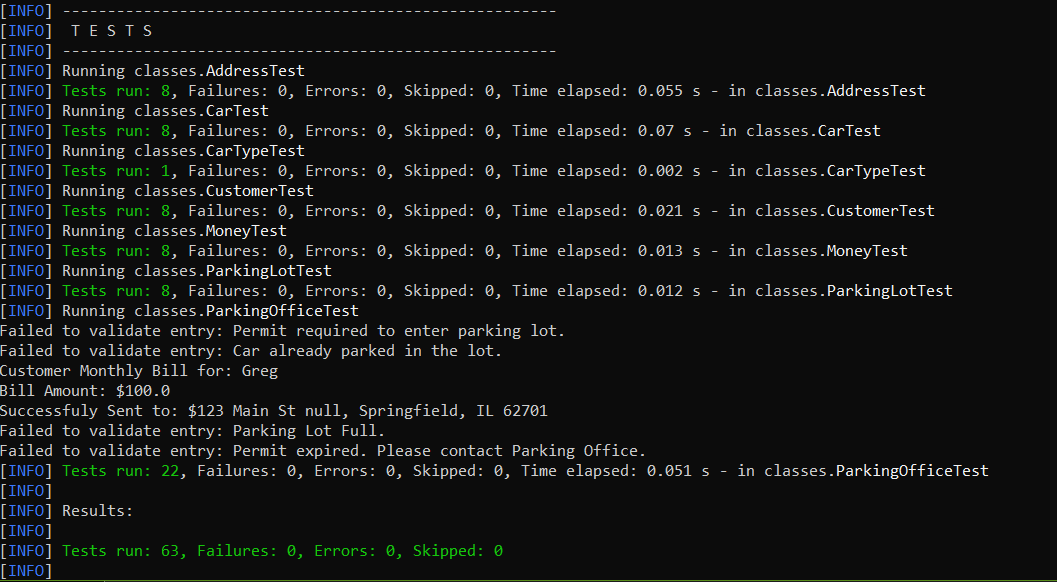 [INFO] -------------------------------------------------------
[INFO]  T E S T S
[INFO] -------------------------------------------------------
[INFO] Running classes.AddressTest
[INFO] Tests run: 8, Failures: 0, Errors: 0, Skipped: 0, Time elapsed: 0.055 s - in classes.AddressTest
[INFO] Running classes.CarTest
[INFO] Tests run: 8, Failures: 0, Errors: 0, Skipped: 0, Time elapsed: 0.07 s - in classes.CarTest
[INFO] Running classes.CarTypeTest
[INFO] Tests run: 1, Failures: 0, Errors: 0, Skipped: 0, Time elapsed: 0.002 s - in classes.CarTypeTest
[INFO] Running classes.CustomerTest
[INFO] Tests run: 8, Failures: 0, Errors: 0, Skipped: 0, Time elapsed: 0.021 s - in classes.CustomerTest
[INFO] Running classes.MoneyTest
[INFO] Tests run: 8, Failures: 0, Errors: 0, Skipped: 0, Time elapsed: 0.013 s - in classes.MoneyTest
[INFO] Running classes.ParkingLotTest
[INFO] Tests run: 8, Failures: 0, Errors: 0, Skipped: 0, Time elapsed: 0.012 s - in classes.ParkingLotTest
[INFO] Running classes.ParkingOfficeTest
Failed to validate entry: Permit required to enter parking lot.
Failed to validate entry: Car already parked in the lot.
Customer Monthly Bill for: Greg
Bill Amount: $100.0
Successfuly Sent to: $123 Main St null, Springfield, IL 62701
Failed to validate entry: Parking Lot Full.
Failed to validate entry: Permit expired. Please contact Parking Office.
[INFO] Tests run: 22, Failures: 0, Errors: 0, Skipped: 0, Time elapsed: 0.051 s - in classes.ParkingOfficeTest
[INFO]
[INFO] Results:
[INFO]
[INFO] Tests run: 63, Failures: 0, Errors: 0, Skipped: 0
[INFO]